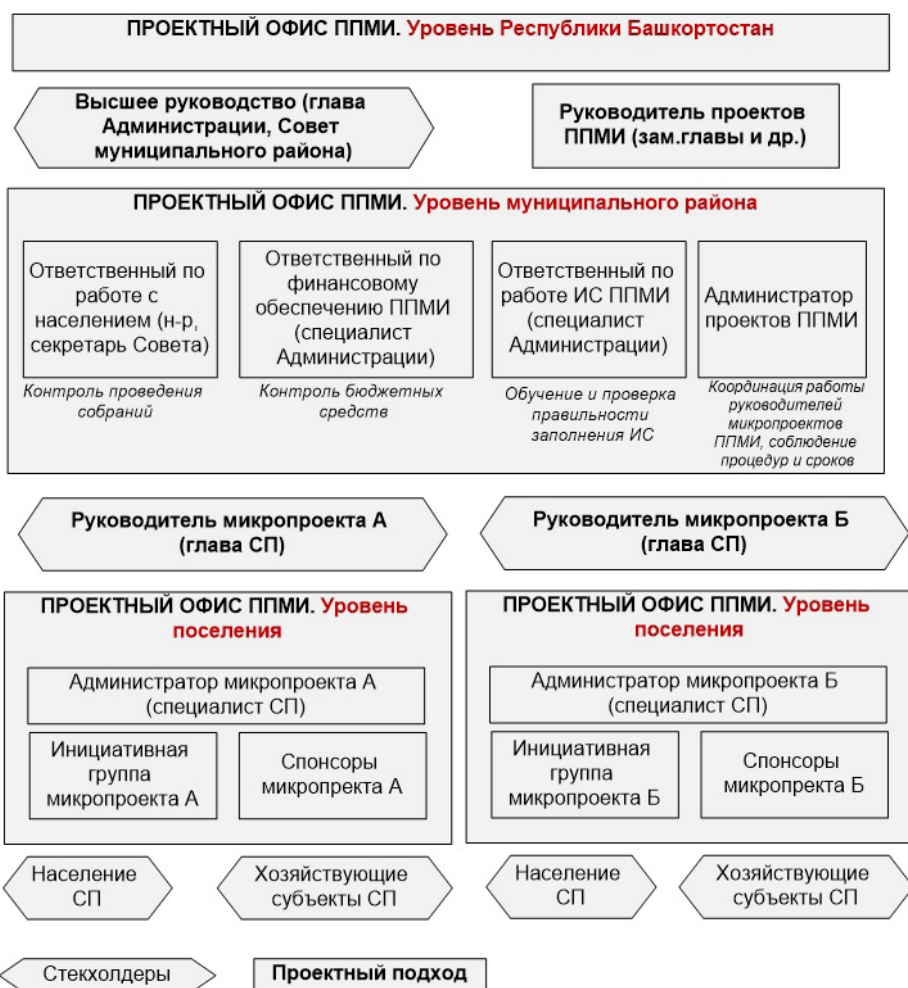 ПРОЕКТНЫЙ ОФИС ППМИ. Уровень Республики Башкортостан
Высшее руководство (глава
Администрации, Совет
муниципального района)
Руководитель проектов
ППМИ (зам.главы и др.)
ПРОЕКТНЫЙ ОФИС ППМИ. Уровень муниципального района
Ответственный по
работе с
населением (н-р,
секретарь Совета)
Контроль проведения
собраний
Ответственный по
финансовому
обеспечению ППМИ
(специалист
Администрации)
Контроль бюджетных
средств
Ответственный по
работе ИС ППМИ
(специалист
Администрации)
Обучение и проверка
правильности
заполнения ИС
Администратор
проектов ППМИ
Координация работы
руководителей
микропроектов
ППМИ, соблюдение
процедур и сроков
Руководитель микропроекта А
(глава СП)
Руководитель микропроекта Б
(глава СП)
ПРОЕКТНЫЙ ОФИС ППМИ. Уровень
поселения
Администратор микропроекта А
(специалист СП)
Инициативная
группа
микропроекта А
Спонсоры
микропректа А
ПРОЕКТНЫЙ ОФИС ППМИ. Уровень
поселения
Администратор микропроекта Б
(специалист СП)
Инициативная
группа
микропроекта Б
Спонсоры
микропректа Б
Население
СП
Хозяйствующие
субъекты СП
Население
СП
Хозяйствующие
субъекты СП
Стекхолдеры
Проектный подход